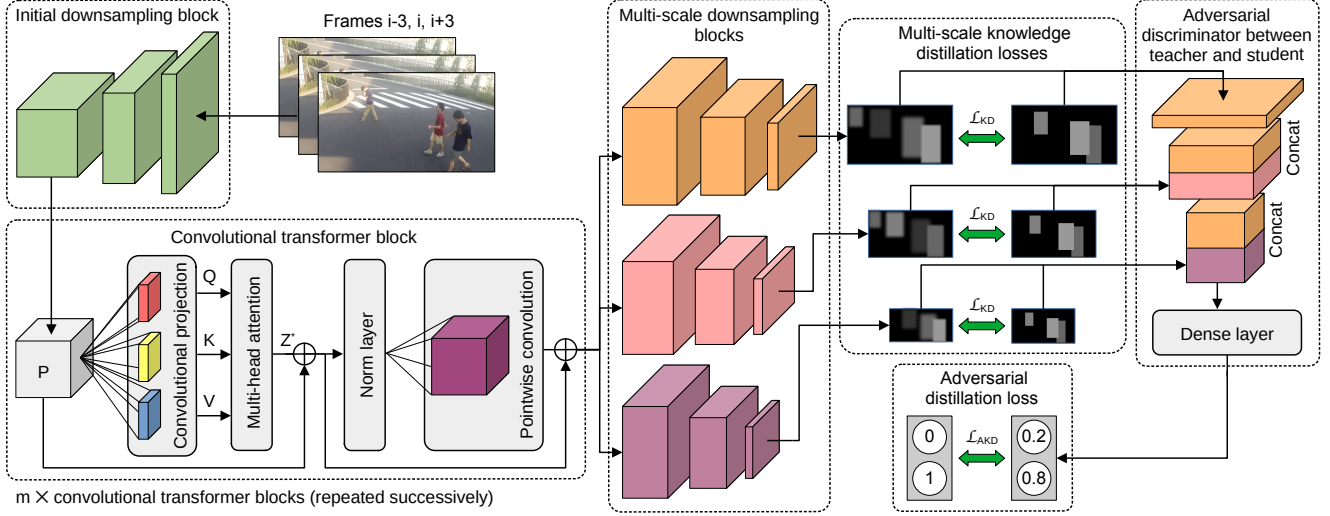 Initial downsampling block
Frames i-3, i, i+3
Multi-scale downsampling
blocks
Multi-scale knowledge
distillation losses
Adversarial
discriminator between
teacher and student
ℒKD
Concat
ℒKD
Concat
ℒKD
Dense layer
Convolutional transformer block
P
Convolutional projection
Q
K
V
Multi-head attention
Z*
Norm layer
Pointwise convolution
Adversarial
distillation loss
0
ℒAKD
0.2
1
0.8
m × convolutional transformer blocks (repeated successively)